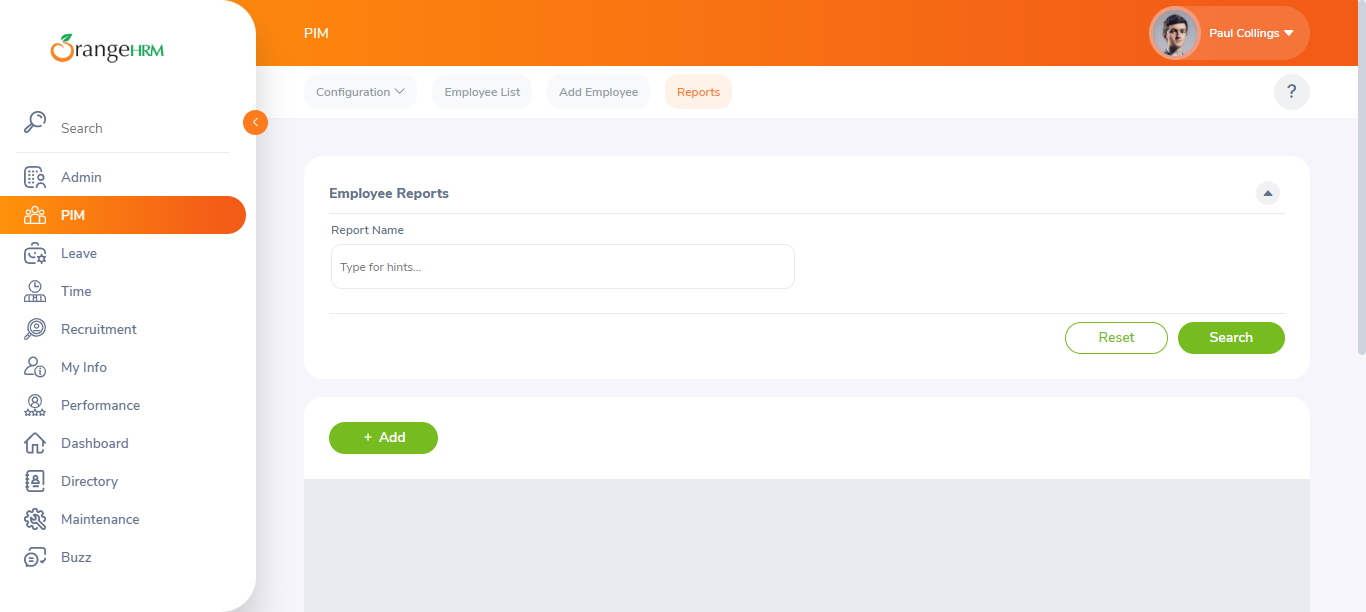 OrangeHRM
PIM
Paul Collings
Configuration
Employee List
Add Employee
Reports
?
Search
Admin
PIM
Leave
Time
Recruitment
My Info
Performance
Dashboard
Directory
Maintenance
Buzz
Employee Reports
Report Name
Type for hints...
Reset
Search
+ Add